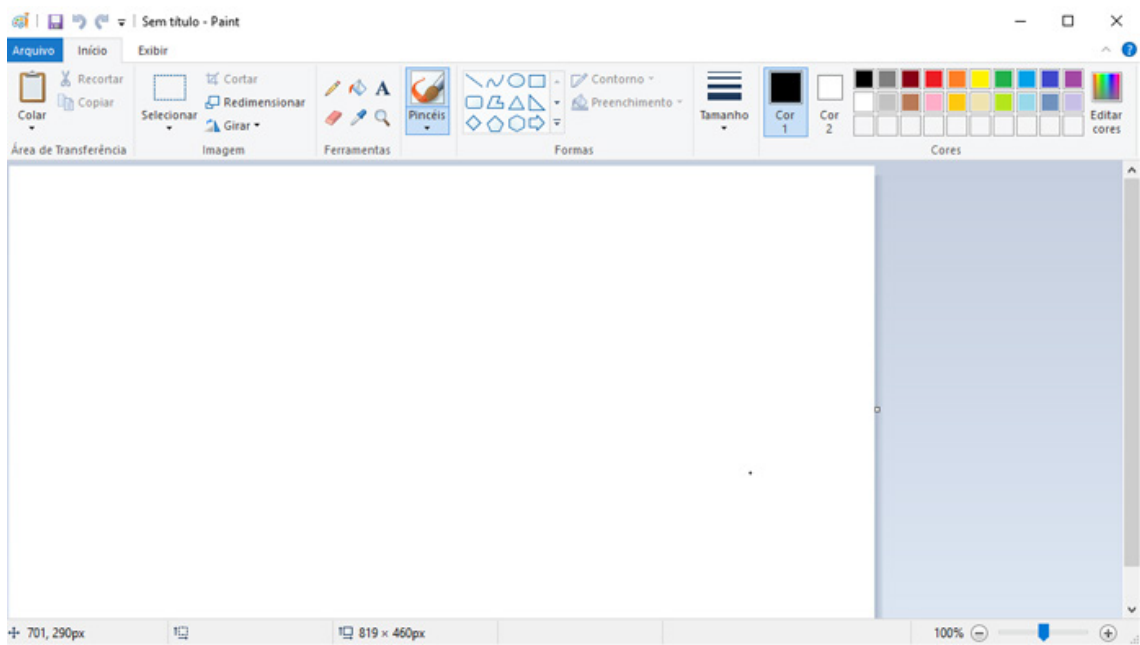 Sem título - Paint
Arquivo Início Exibir
Colar
Recortar
Copiar
Área de Transferência
Selecionar
Cortar
Redimensionar
Girar
Imagem
A
Ferramentas
Pincéis
Contorno
Preenchimento
Formas
Tamanho
Cor 1
Cor 2
Editar cores
Cores
701, 290px
819 × 460px
100%